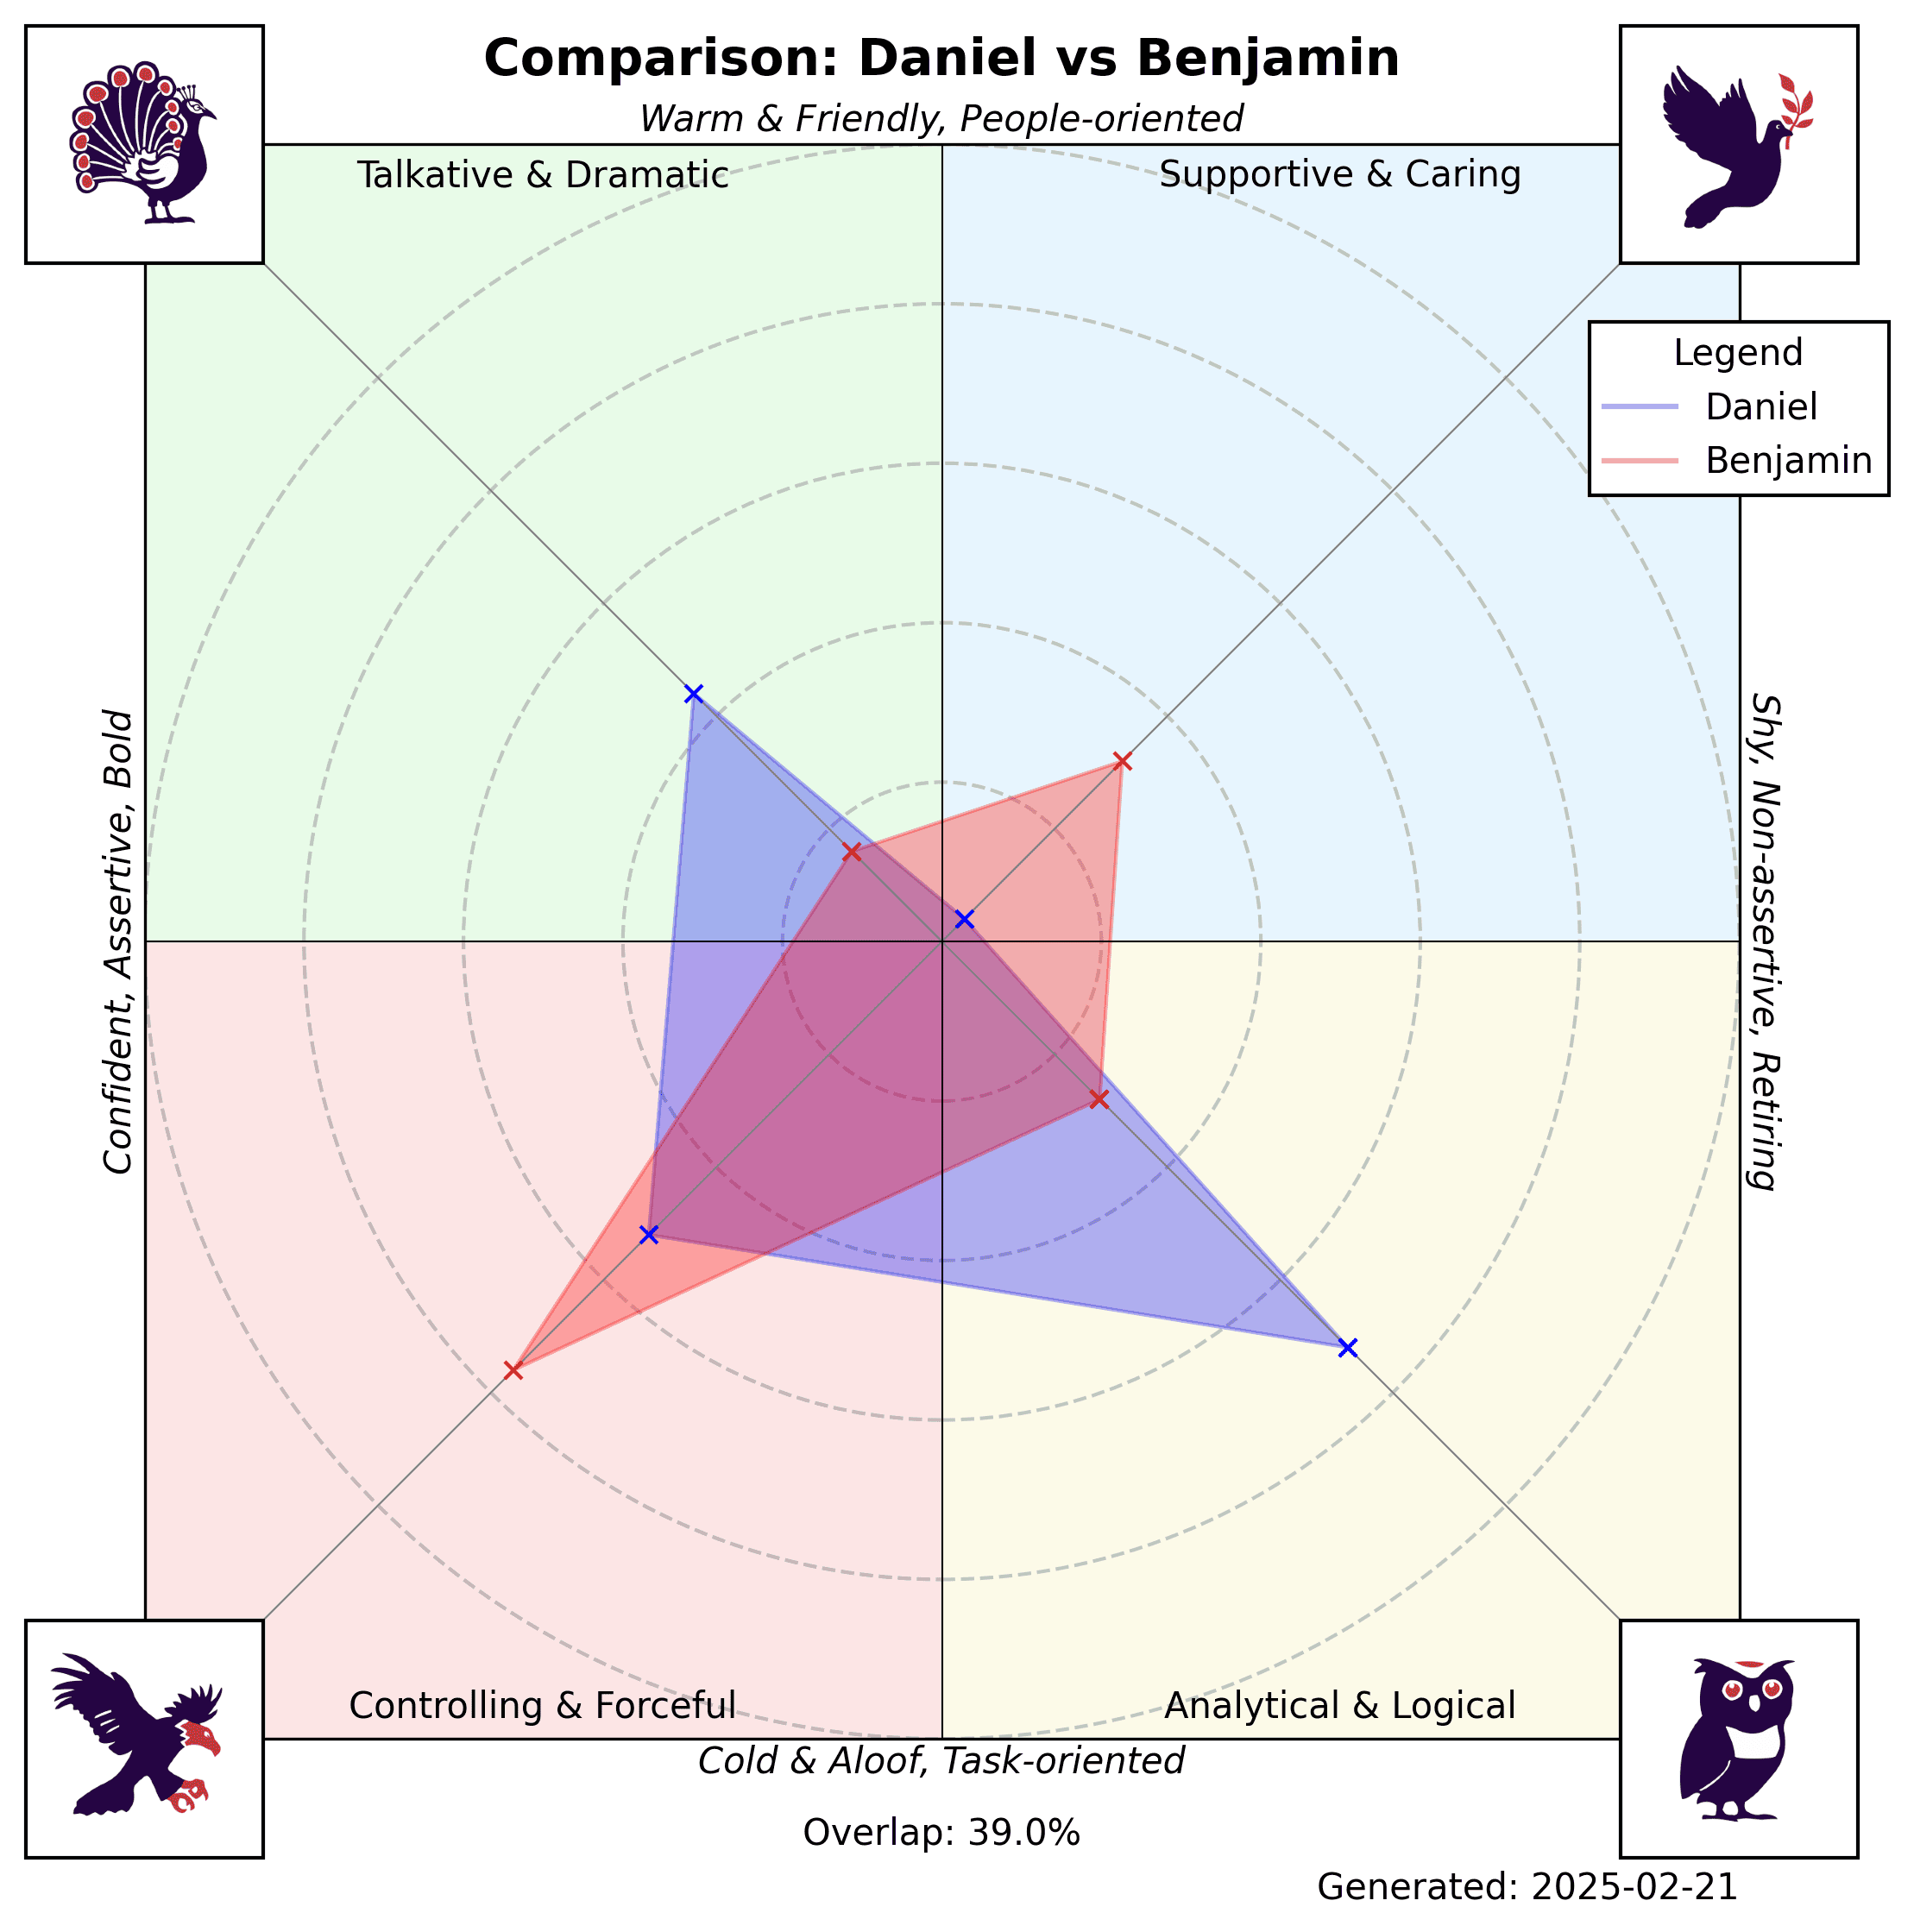 Comparison: Daniel vs Benjamin
Warm & Friendly, People-oriented
Talkative & Dramatic
Supportive & Caring
Legend
Daniel
Benjamin
Confident, Assertive, Bold
Shy, Non-assertive, Retiring
Controlling & Forceful
Analytical & Logical
Cold & Aloof, Task-oriented
Overlap: 39.0%
Generated: 2025-02-21